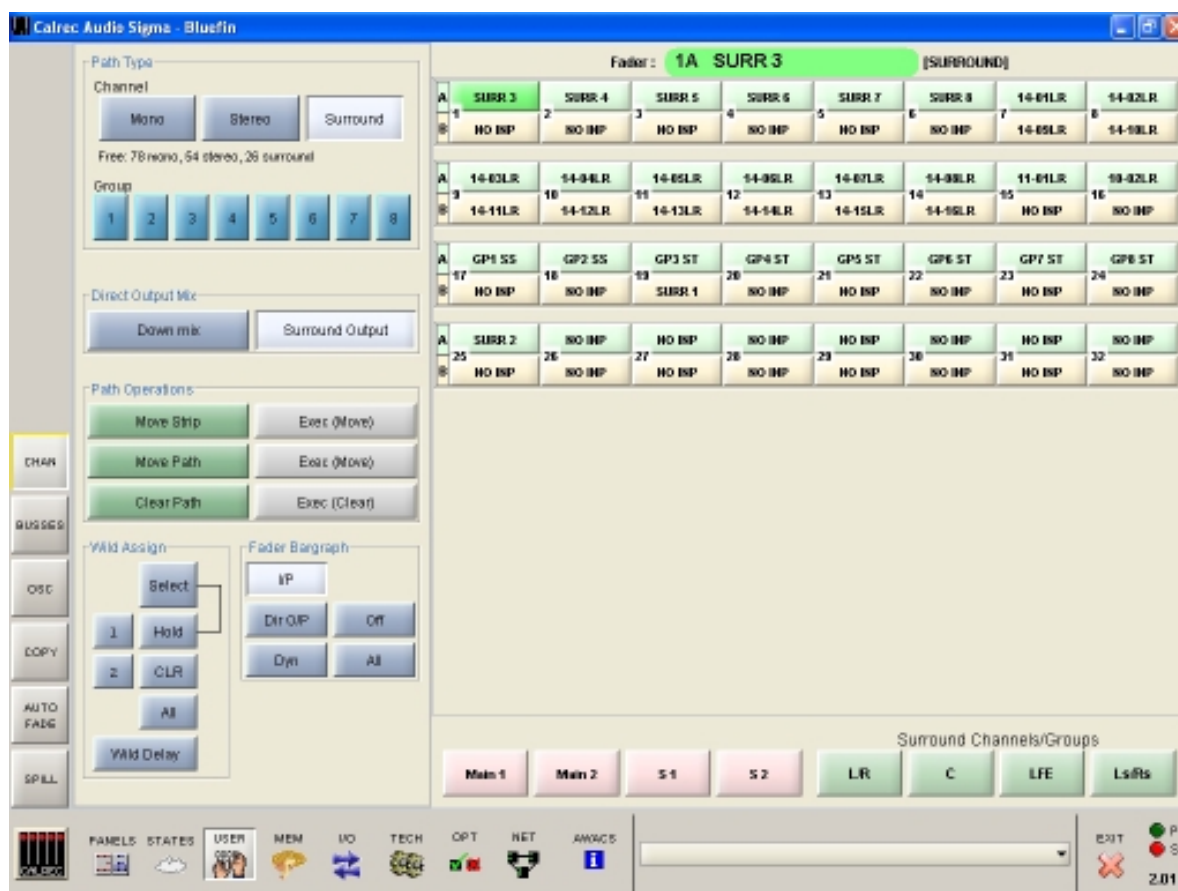 Calrec Audio Sigma - Bluefin
Path Type
Channel
Mono Stereo Surround
Free: 78 mono, 54 stereo, 26 surround
Group
1 2 3 4 5 6 7 8
Direct Output Mix
Down mix Surround Output
Path Operations
Move Strip Exec (Move)
Move Path Exec (Move)
Clear Path Exec (Clear)
Wild Assign
Select
1 Hold
2 CLR
All
Wild Delay
Fader Bargraph
I/P
Dir O/P Off
Dyn All
CHAN
BUSSES
OSC
COPY
AUTO
FADE
SPILL
Fader : 1A SURR 3 [SURROUND]
A SURR 3 SURR 4 SURR 5 SURR 6 SURR 7 SURR 8 14-01LR 14-02LR
1 2 3 4 5 6 7 8
B NO INP NO INP NO INP NO INP NO INP NO INP 14-09LR 14-10LR
A 14-03LR 14-04LR 14-05LR 14-06LR 14-07LR 14-08LR 11-01LR 10-02LR
9 10 11 12 13 14 15 16
B 14-11LR 14-12LR 14-13LR 14-14LR 14-15LR 14-16LR NO INP NO INP
A GP1 SS GP2 SS GP3 ST GP4 ST GP5 ST GP6 ST GP7 ST GP8 ST
17 18 19 20 21 22 23 24
B NO INP NO INP SURR 1 NO INP NO INP NO INP NO INP NO INP
A SURR 2 NO INP NO INP NO INP NO INP NO INP NO INP NO INP
25 26 27 28 29 30 31 32
B NO INP NO INP NO INP NO INP NO INP NO INP NO INP NO INP
Surround Channels/Groups
Main 1 Main 2 S 1 S 2 L/R C LFE Ls/Rs
CALREC PANELS STATES USER MEM I/O TECH OPT NET AWACS EXIT
P
S
2.01